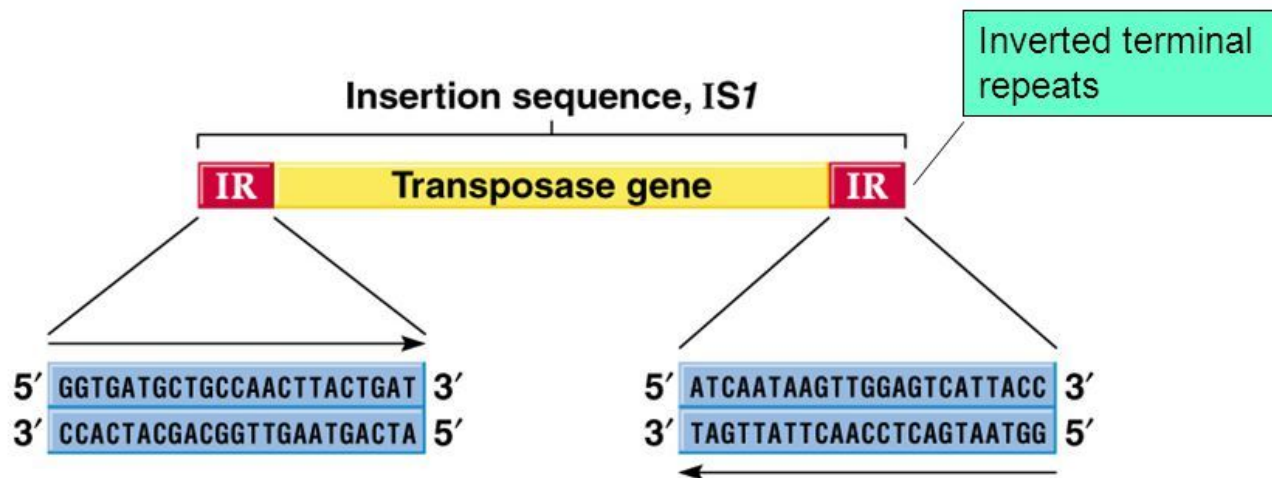 Inverted terminal
repeats
Insertion sequence, IS1
IR
Transposase gene
IR
5′ GGTGATGCTGCCAACTTACTGAT 3′
3′ CCACTACGACGGTTGAATGACTA 5′
5′ ATCAATAAGTTGGAGTCATTACC 3′
3′ TAGTTATTCAACCTCAGTAATGG 5′